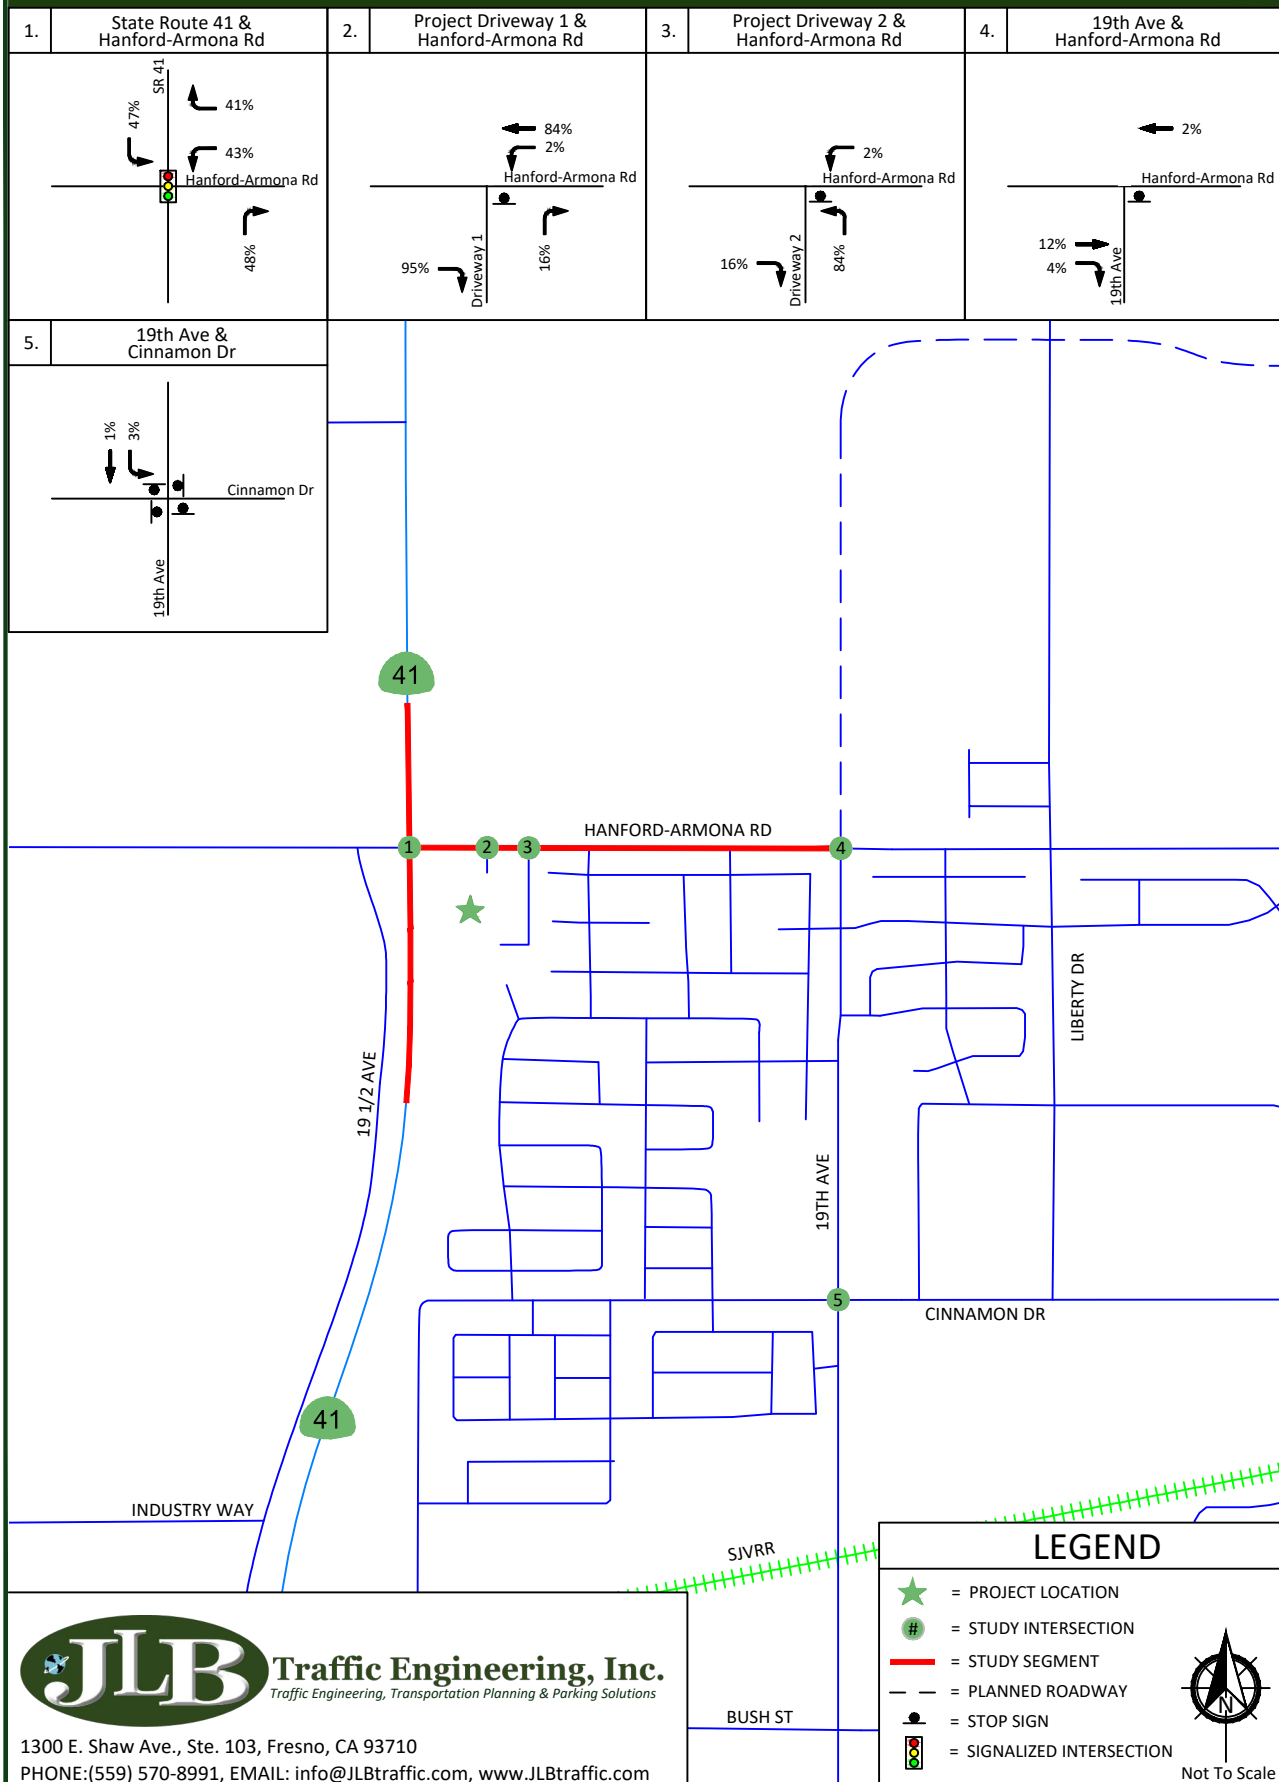 1.
State Route 41 &
Hanford-Armona Rd
SR 41
47%
41%
43%
Hanford-Armona Rd
48%
2.
Project Driveway 1 &
Hanford-Armona Rd
84%
2%
Hanford-Armona Rd
95%
Driveway 1
16%
3.
Project Driveway 2 &
Hanford-Armona Rd
2%
Hanford-Armona Rd
16%
Driveway 2
84%
4.
19th Ave &
Hanford-Armona Rd
2%
Hanford-Armona Rd
12%
4%
19th Ave
5.
19th Ave &
Cinnamon Dr
1%
3%
Cinnamon Dr
19th Ave
41
HANFORD-ARMONA RD
1
2
3
4
LIBERTY DR
19 1/2 AVE
19TH AVE
5
CINNAMON DR
41
INDUSTRY WAY
SJVRR
BUSH ST
LEGEND
= PROJECT LOCATION
# = STUDY INTERSECTION
= STUDY SEGMENT
= PLANNED ROADWAY
= STOP SIGN
= SIGNALIZED INTERSECTION
N
Not To Scale
JLB Traffic Engineering, Inc.
Traffic Engineering, Transportation Planning & Parking Solutions
1300 E. Shaw Ave., Ste. 103, Fresno, CA 93710
PHONE:(559) 570-8991, EMAIL: info@JLBtraffic.com, www.JLBtraffic.com